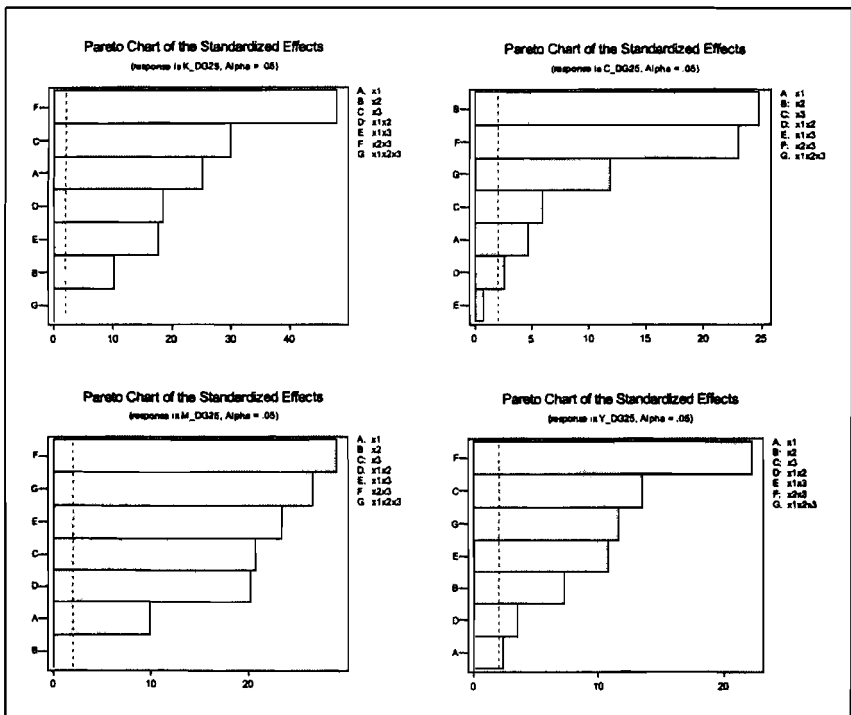 Pareto Chart of the Standardized Effects
(response is K_DG25, Alpha = .05)
A: x1
B: x2
C: x3
D: x1x2
E: x1x3
F: x2x3
G: x1x2x3
F
C
A
D
E
B
G
0 10 20 30 40
Pareto Chart of the Standardized Effects
(response is C_DG25, Alpha = .05)
A: x1
B: x2
C: x3
D: x1x2
E: x1x3
F: x2x3
G: x1x2x3
B
F
G
C
A
D
E
0 5 10 15 20 25
Pareto Chart of the Standardized Effects
(response is M_DG25, Alpha = .05)
A: x1
B: x2
C: x3
D: x1x2
E: x1x3
F: x2x3
G: x1x2x3
F
G
E
C
D
A
B
0 10 20
Pareto Chart of the Standardized Effects
(response is Y_DG25, Alpha = .05)
A: x1
B: x2
C: x3
D: x1x2
E: x1x3
F: x2x3
G: x1x2x3
F
C
G
E
B
D
A
0 10 20